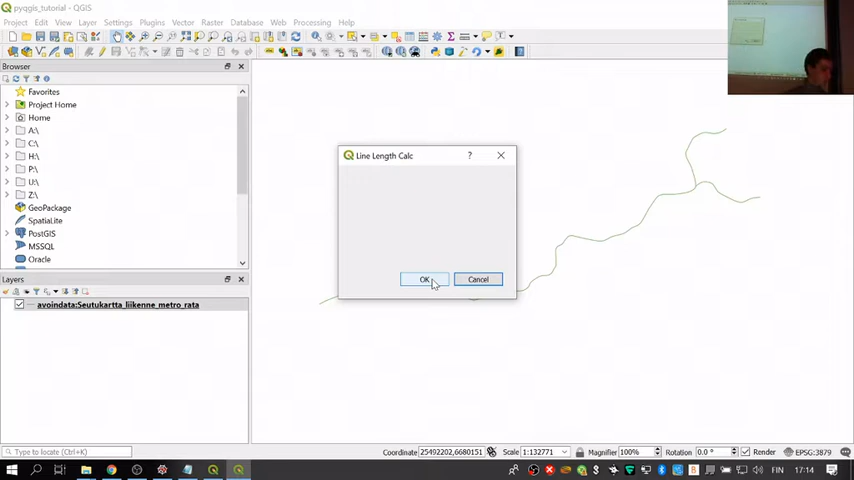 pyqgis_tutorial - QGIS
Project Edit View Layer Settings Plugins Vector Raster Database Web Processing Help
Browser
Favorites
Project Home
Home
A:\
C:\
H:\
P:\
U:\
Z:\
GeoPackage
SpatiaLite
PostGIS
MSSQL
Oracle
Layers
avoindata:Seutukartta_liikenne_metro_rata
Line Length Calc
?
OK Cancel
Type to locate (Ctrl+K)
Coordinate 25492202,6680151 Scale 1:132771 Magnifier 100% Rotation 0.0 ° Render EPSG:3879
FIN 17:14